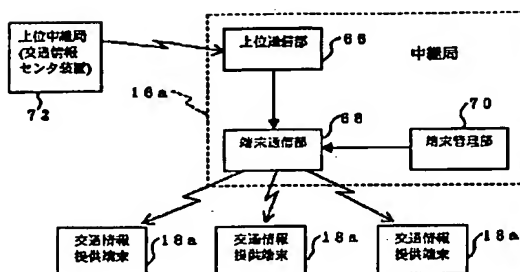 上位中継局
(交通情報
センタ装置)
72
16a
上位通信部
66
中継局
端末通信部
68
70
端末管理部
交通情報
提供端末
18a
交通情報
提供端末
18a
交通情報
提供端末
18a